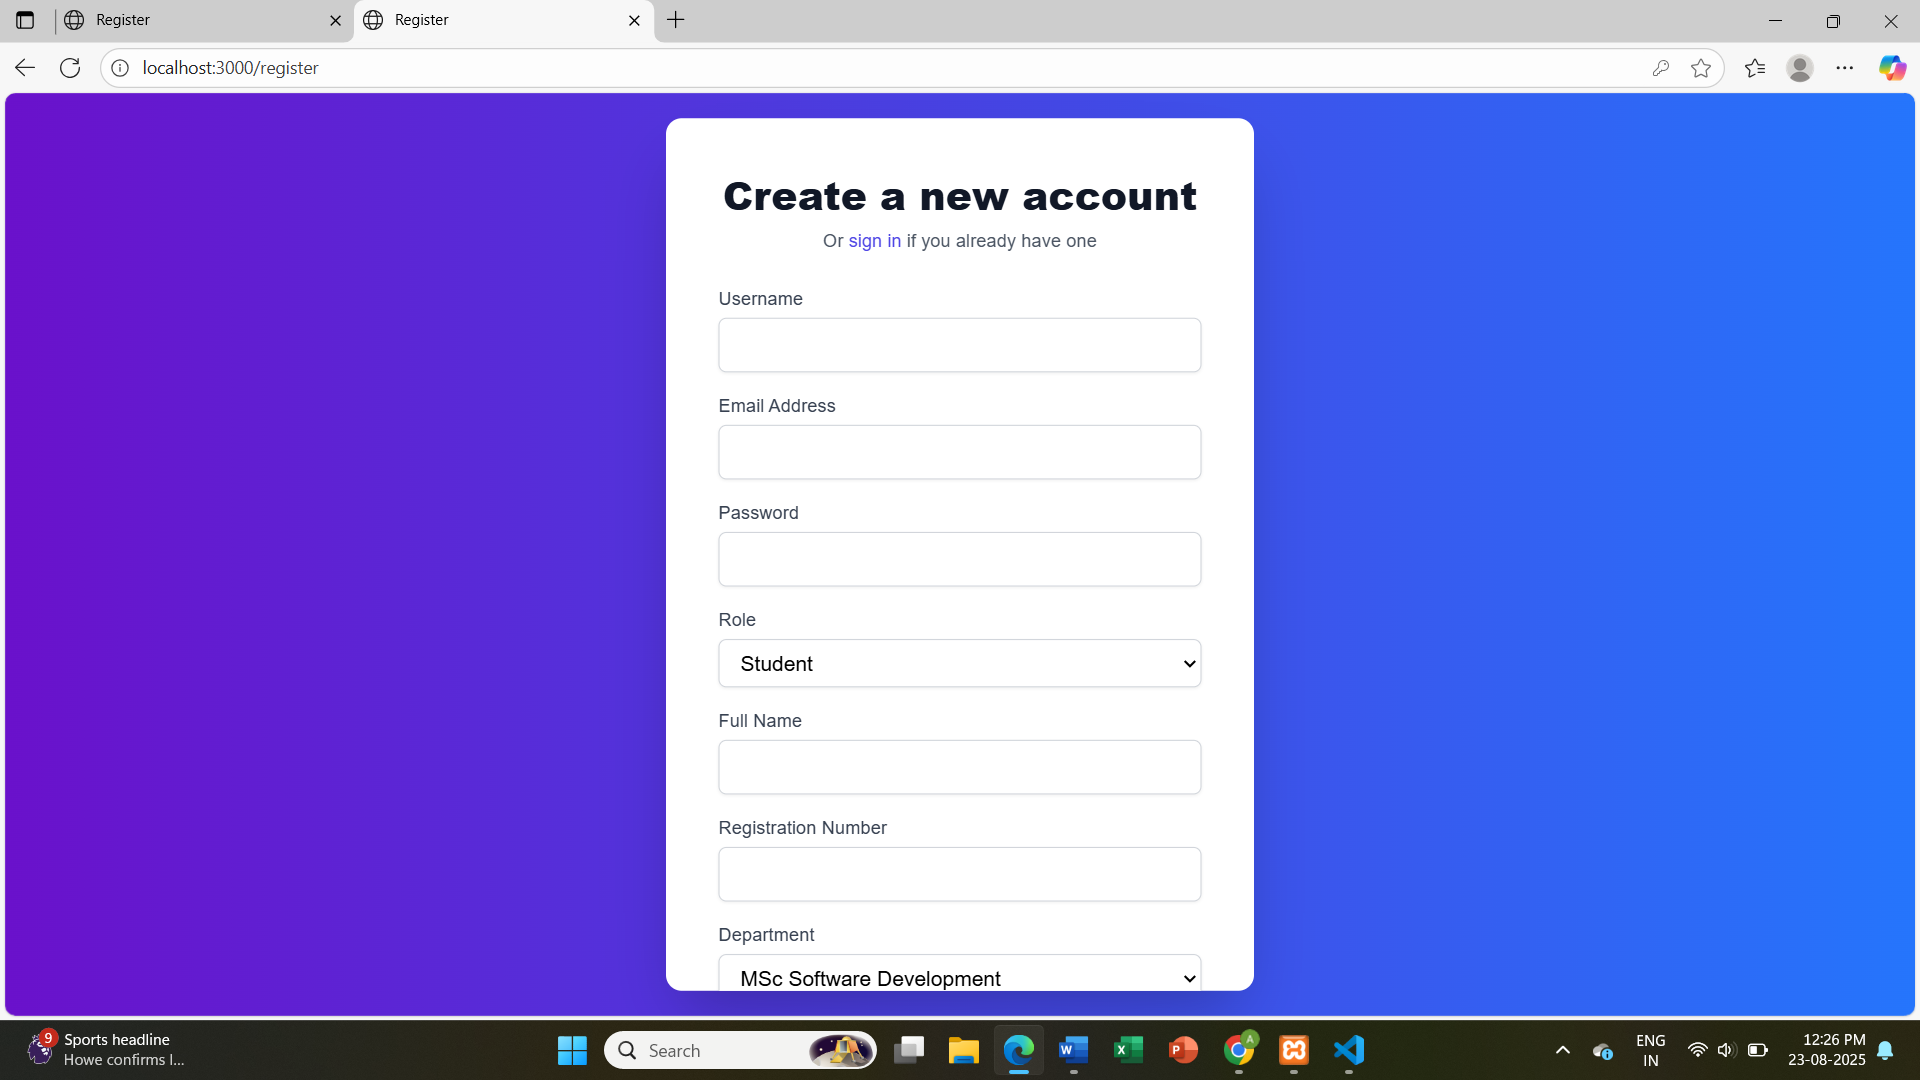 Register
Register
localhost:3000/register
Create a new account
Or sign in if you already have one
Username
Email Address
Password
Role
Student
Full Name
Registration Number
Department
MSc Software Development
9
Sports headline
Howe confirms I...
Search
W
X
P
A
ENG
IN
12:26 PM
23-08-2025